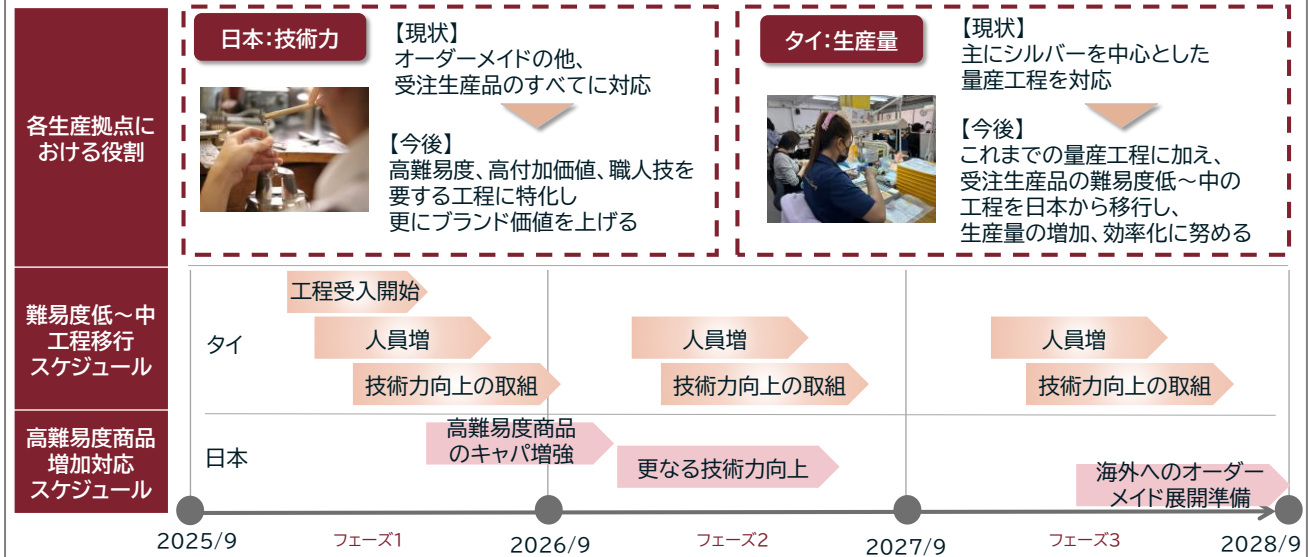 各生産拠点に
おける役割
日本:技術力
【現状】
オーダーメイドの他、
受注生産品のすべてに対応
【今後】
高難易度、高付加価値、職人技を
要する工程に特化し
更にブランド価値を上げる
タイ:生産量
【現状】
主にシルバーを中心とした
量産工程を対応
【今後】
これまでの量産工程に加え、
受注生産品の難易度低~中の
工程を日本から移行し、
生産量の増加、効率化に努める
難易度低~中
工程移行
スケジュール
タイ
工程受入開始
人員増
技術力向上の取組
人員増
技術力向上の取組
人員増
技術力向上の取組
高難易度商品
増加対応
スケジュール
日本
高難易度商品
のキャパ増強
更なる技術力向上
海外へのオーダー
メイド展開準備
2025/9
フェーズ1
2026/9
フェーズ2
2027/9
フェーズ3
2028/9